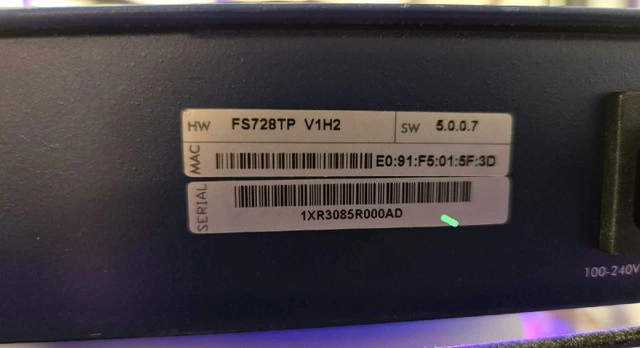 HW FS728TP V1H2 SW 5.0.0.7
MAC E0:91:F5:01:5F:3D
SERIAL 1XR3085R000AD
100-240V